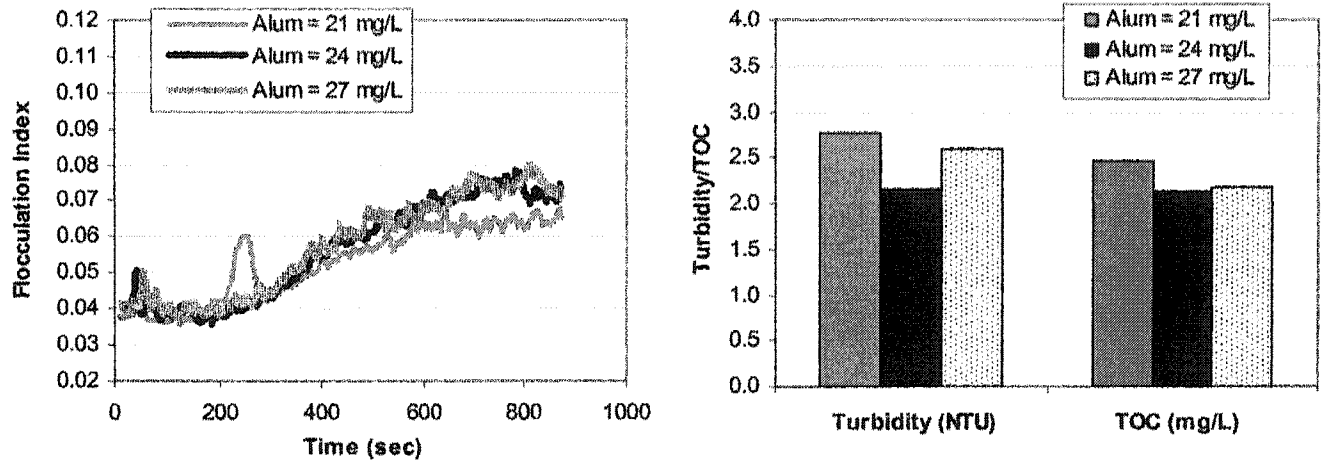 Alum = 21 mg/L
Alum = 24 mg/L
Alum = 27 mg/L
0.12
0.11
0.10
0.09
0.08
0.07
0.06
0.05
0.04
0.03
0.02
Flocculation Index
0
200
400
600
800
1000
Time (sec)
Alum = 21 mg/L
Alum = 24 mg/L
Alum = 27 mg/L
4.0
3.5
3.0
2.5
2.0
1.5
1.0
0.5
0.0
Turbidity/TOC
Turbidity (NTU)
TOC (mg/L)